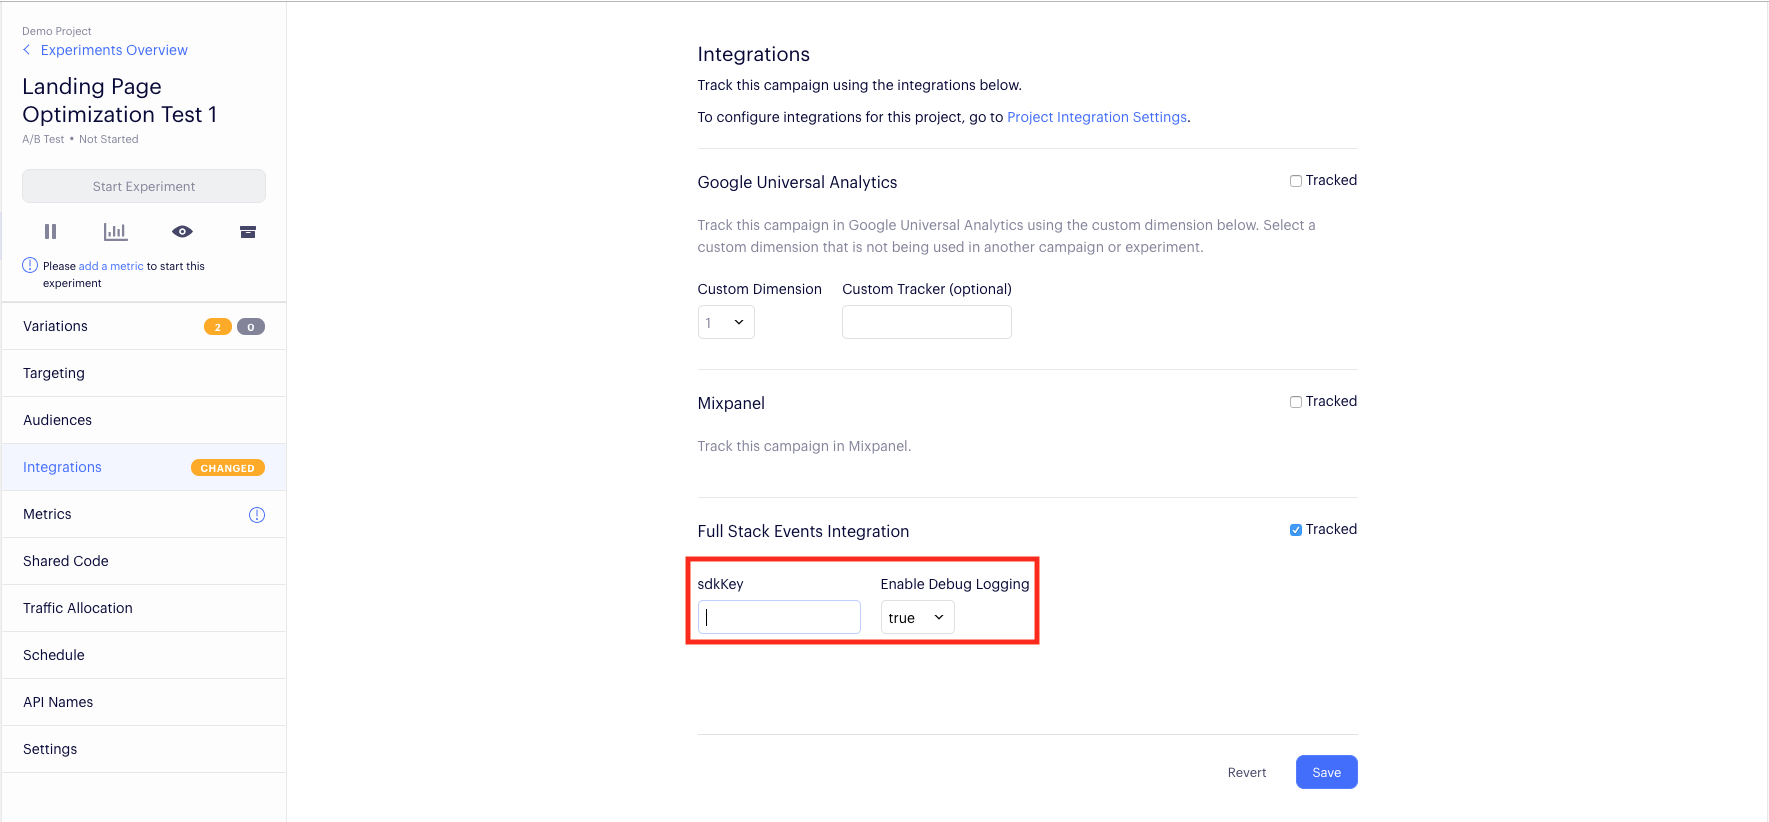 Demo Project
Experiments Overview
Landing Page
Optimization Test 1
A/B Test • Not Started
Start Experiment
Please add a metric to start this
experiment
Variations 2 0
Targeting
Audiences
Integrations CHANGED
Metrics
Shared Code
Traffic Allocation
Schedule
API Names
Settings
Integrations
Track this campaign using the integrations below.
To configure integrations for this project, go to Project Integration Settings.
Google Universal Analytics Tracked
Track this campaign in Google Universal Analytics using the custom dimension below. Select a
custom dimension that is not being used in another campaign or experiment.
Custom Dimension Custom Tracker (optional)
1
Mixpanel Tracked
Track this campaign in Mixpanel.
Full Stack Events Integration Tracked
sdkKey Enable Debug Logging
true
Revert Save